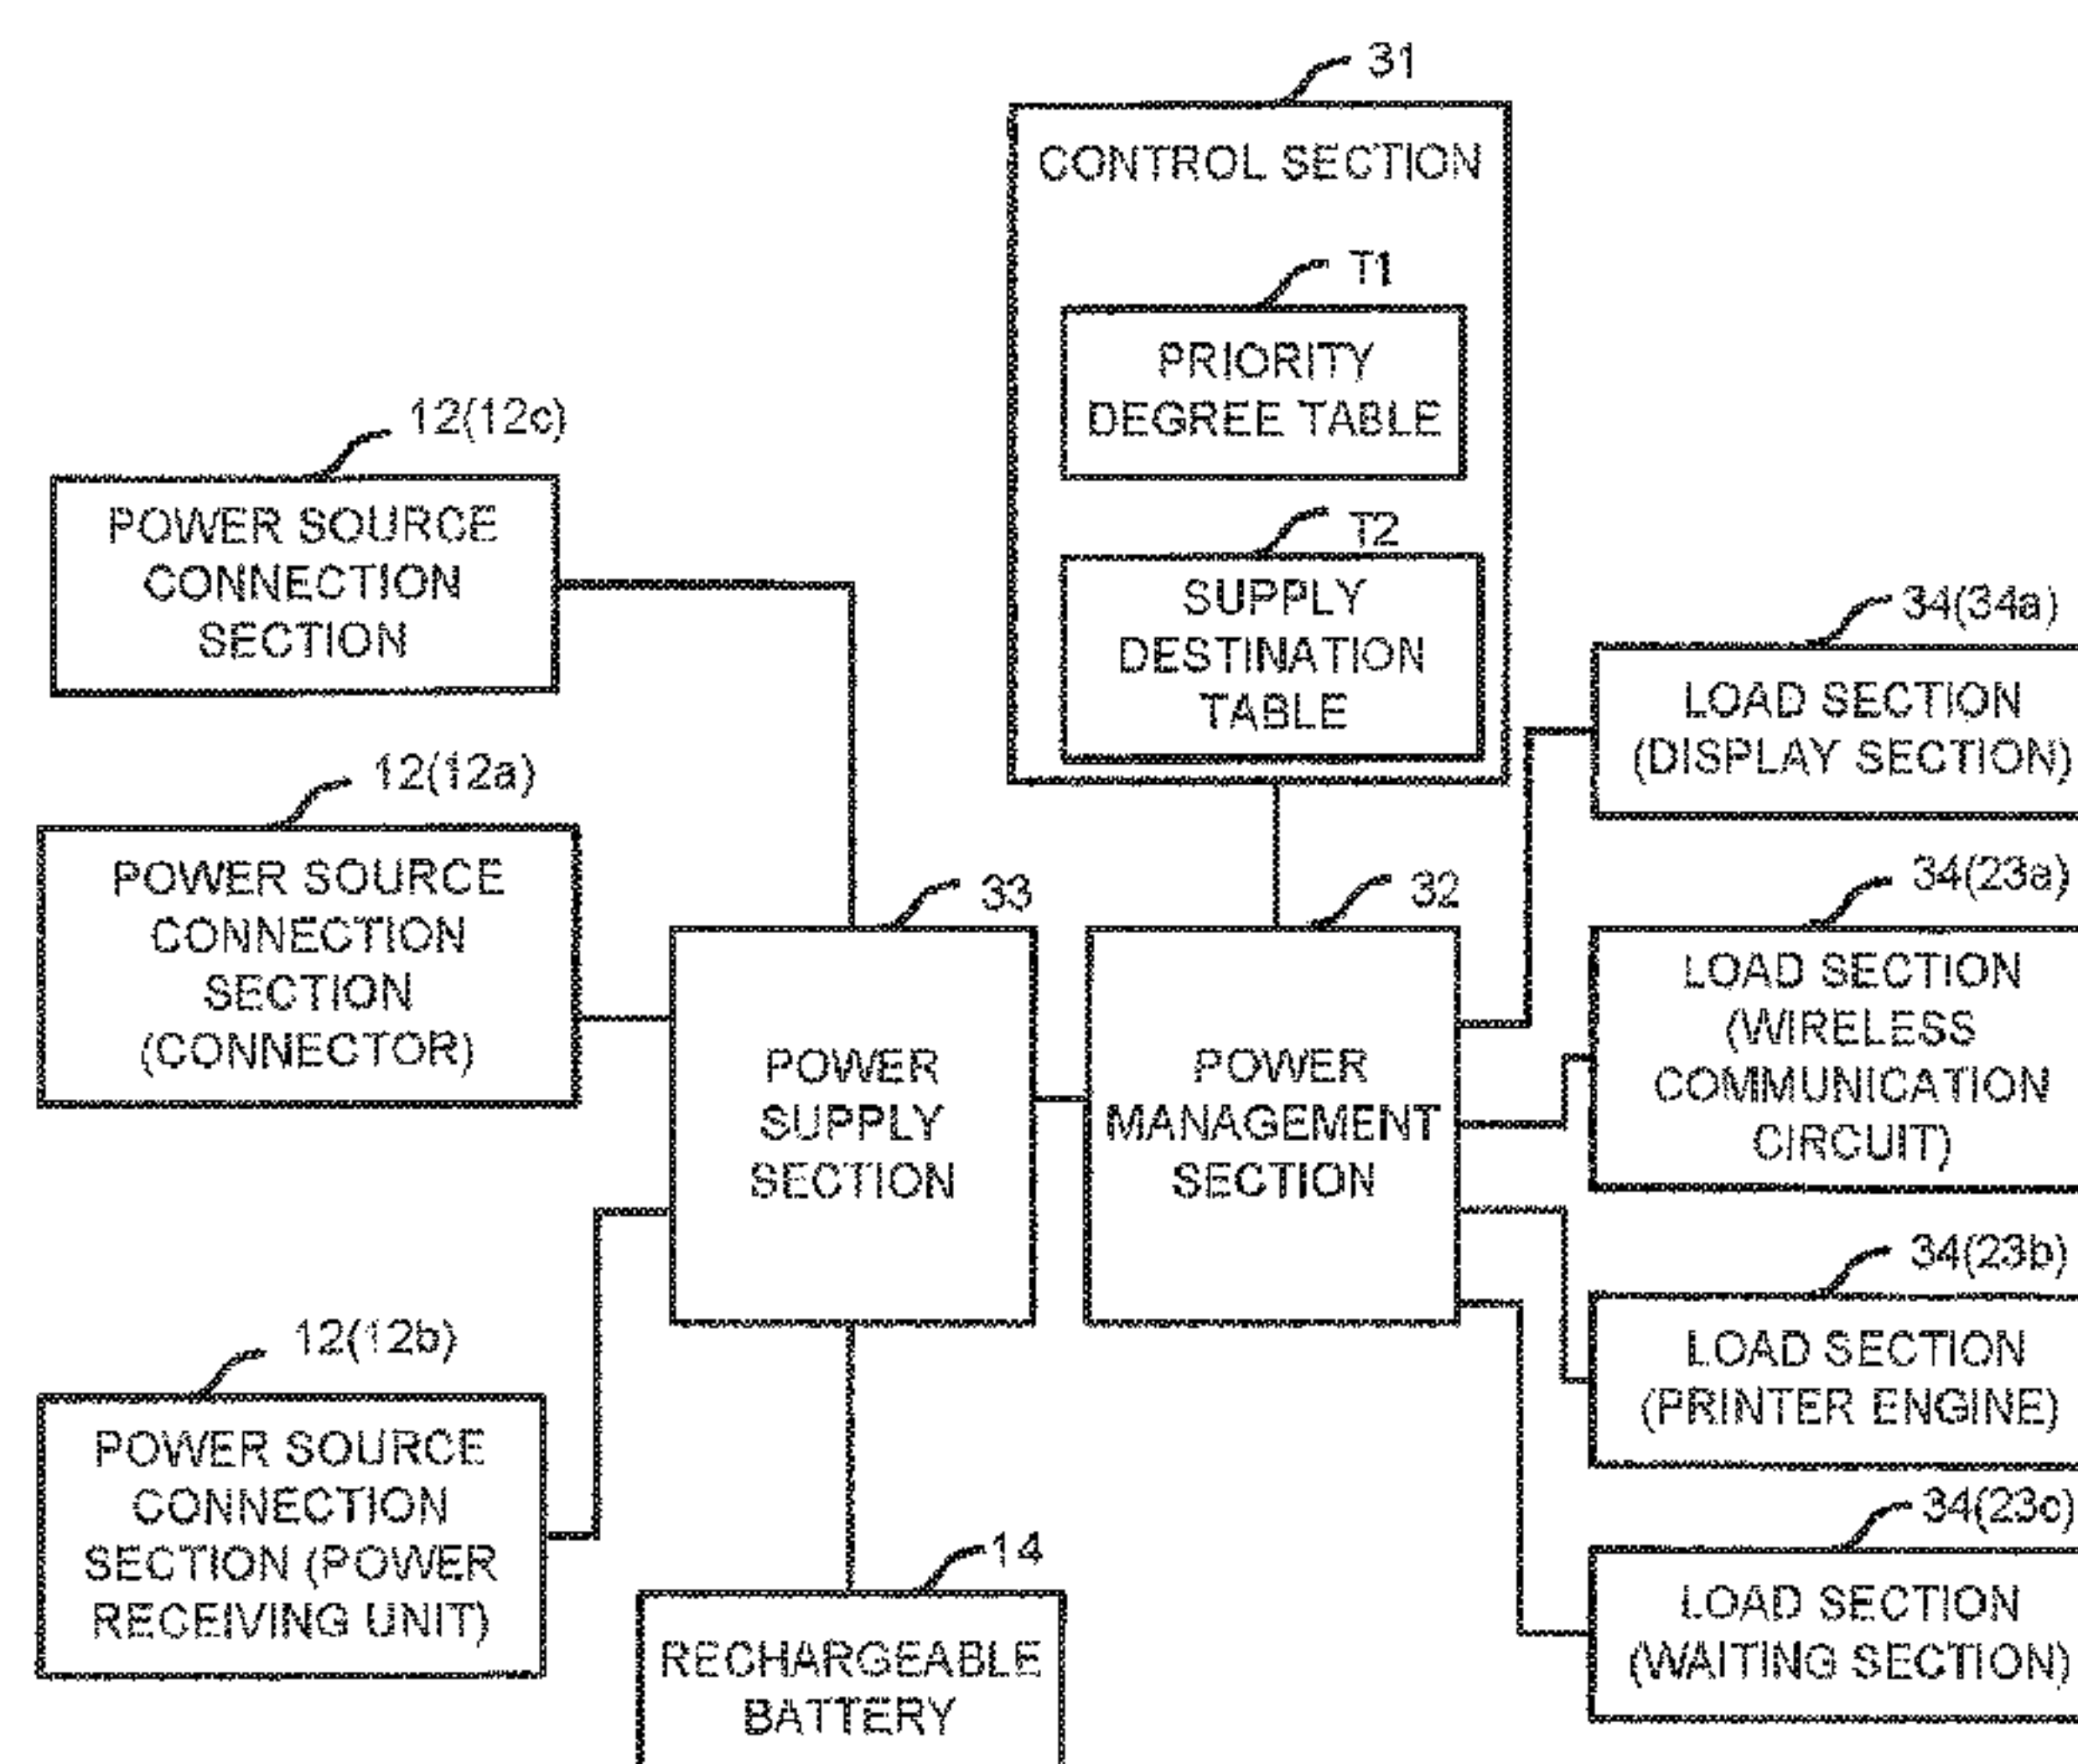 31
CONTROL SECTION
T1
PRIORITY
DEGREE TABLE
T2
SUPPLY
DESTINATION
TABLE
12(12c)
POWER SOURCE
CONNECTION
SECTION
12(12a)
POWER SOURCE
CONNECTION
SECTION
(CONNECTOR)
12(12b)
POWER SOURCE
CONNECTION
SECTION (POWER
RECEIVING UNIT)
33
POWER
SUPPLY
SECTION
32
POWER
MANAGEMENT
SECTION
14
RECHARGEABLE
BATTERY
34(34a)
LOAD SECTION
(DISPLAY SECTION)
34(23a)
LOAD SECTION
(WIRELESS
COMMUNICATION
CIRCUIT)
34(23b)
LOAD SECTION
(PRINTER ENGINE)
34(23c)
LOAD SECTION
(WAITING SECTION)